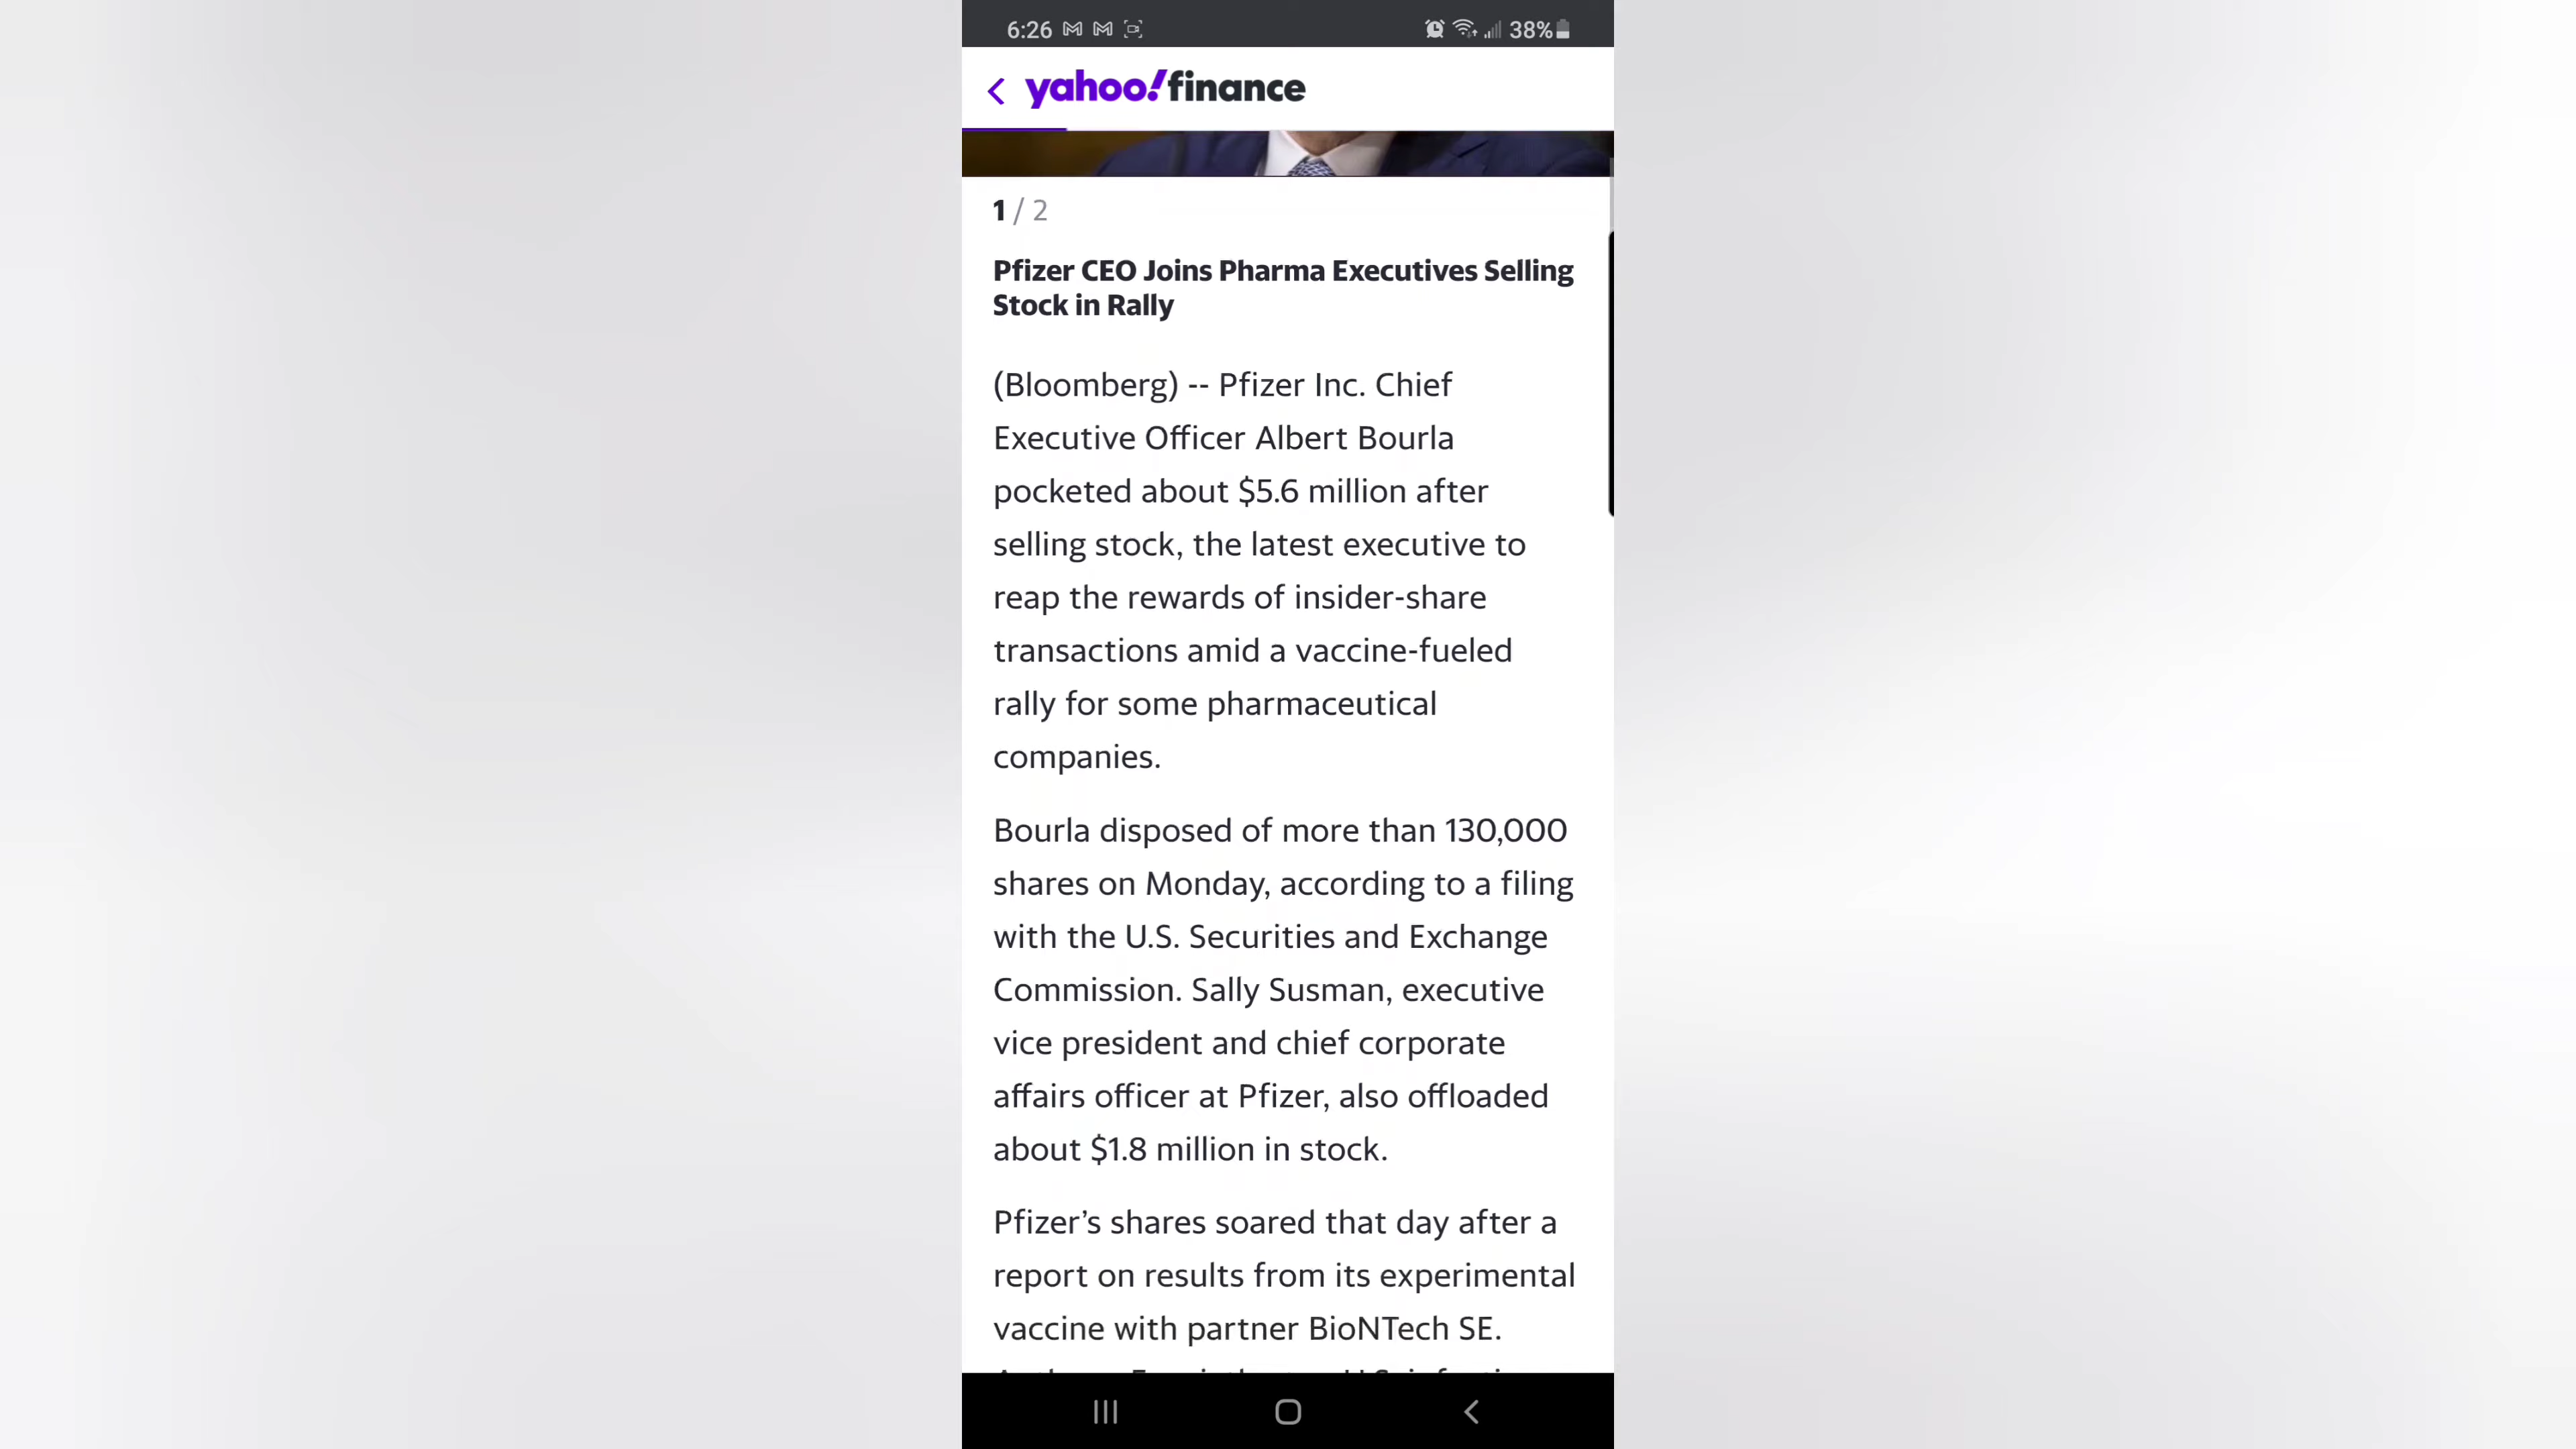 6:26 38%
yahoo!finance
1 / 2
Pfizer CEO Joins Pharma Executives Selling
Stock in Rally
(Bloomberg) -- Pfizer Inc. Chief
Executive Officer Albert Bourla
pocketed about $5.6 million after
selling stock, the latest executive to
reap the rewards of insider-share
transactions amid a vaccine-fueled
rally for some pharmaceutical
companies.
Bourla disposed of more than 130,000
shares on Monday, according to a filing
with the U.S. Securities and Exchange
Commission. Sally Susman, executive
vice president and chief corporate
affairs officer at Pfizer, also offloaded
about $1.8 million in stock.
Pfizer’s shares soared that day after a
report on results from its experimental
vaccine with partner BioNTech SE.